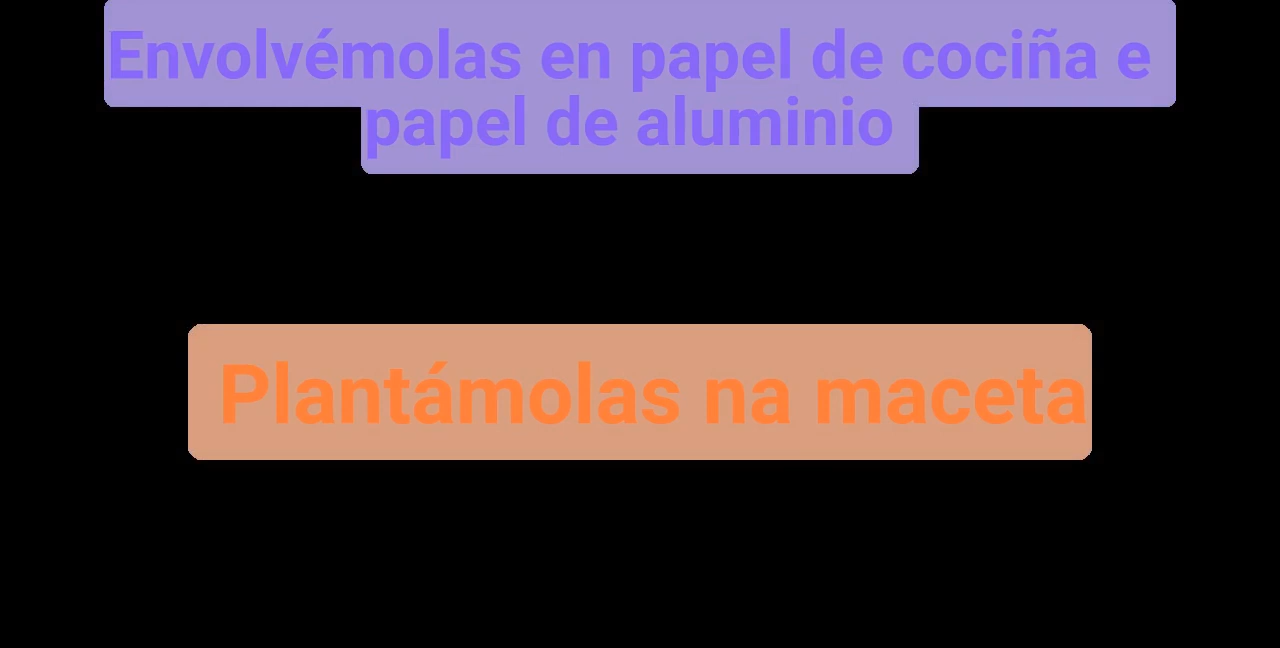 Envolvémolas en papel de cociña e
papel de aluminio
Plantámolas na maceta